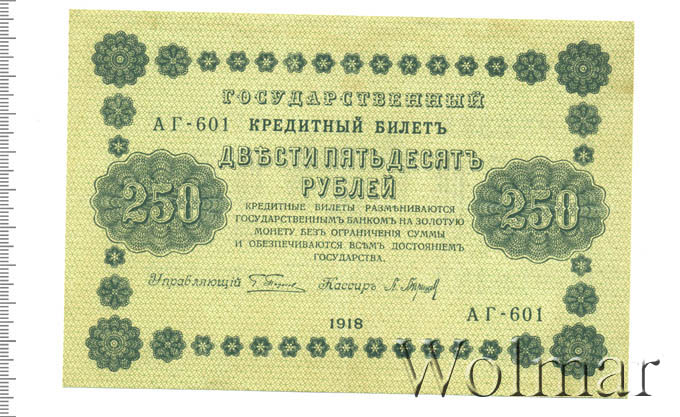 ГОСУДАРСТВЕННЫЙ
АГ-601 КРЕДИТНЫЙ БИЛЕТЪ
ДВѢСТИ ПЯТЬДЕСЯТЪ
РУБЛЕЙ
250
250
КРЕДИТНЫЕ БИЛЕТЫ РАЗМѢНИВАЮТСЯ
ГОСУДАРСТВЕННЫМЪ БАНКОМЪ НА ЗОЛОТУЮ
МОНЕТУ БЕЗЪ ОГРАНИЧЕНІЯ СУММЫ
И ОБЕЗПЕЧИВАЮТСЯ ВСѢМЪ ДОСТОЯНІЕМЪ
ГОСУДАРСТВА.
Управляющій
Кассиръ
АГ-601
1918
Wolmar